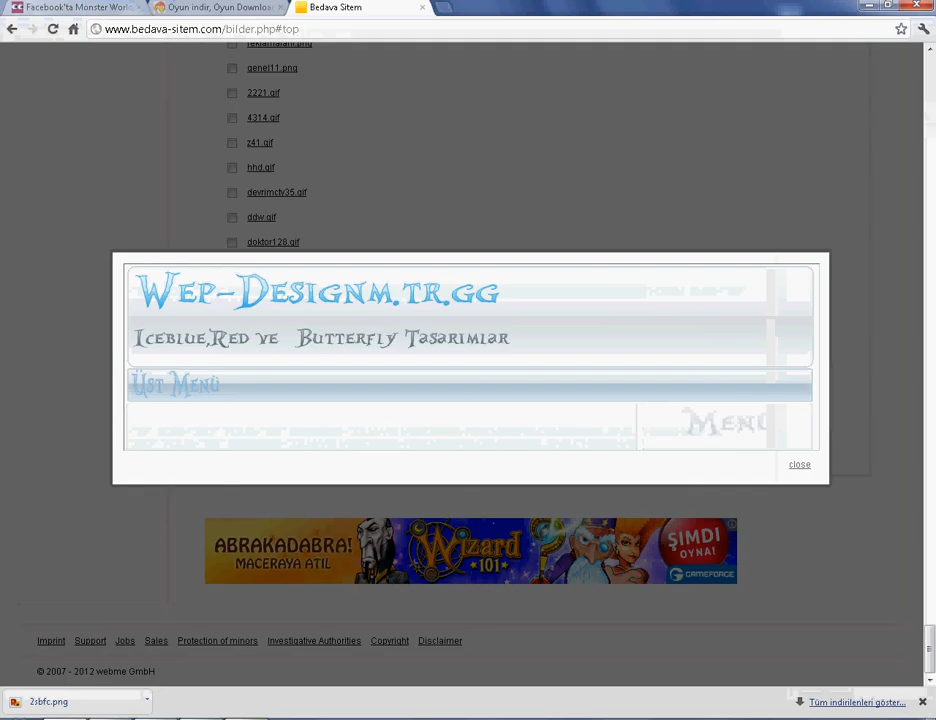 Facebook'ta Monster World
Oyun indir, Oyun Download
Bedava Sitem
www.bedava-sitem.com/bilder.php#top
reklamalani.png
genel11.png
2221.gif
4314.gif
z41.gif
hhd.gif
devrimctv35.gif
ddw.gif
doktor128.gif
Wep-Designm.tr.gg
Iceblue,Red ve Butterfly Tasarimlar
Üst Menü
Menü
close
ABRAKADABRA!
MACERAYA ATIL
Wizard
101
ŞIMDI
OYNA!
GAMEFORGE
Imprint Support Jobs Sales Protection of minors Investigative Authorities Copyright Disclaimer
© 2007 - 2012 webme GmbH
2sbfc.png
Tüm indirilenleri göster...